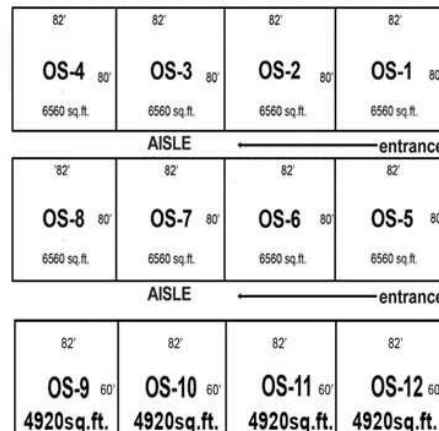 82' 82' 82' 82'
OS-4 80' OS-3 80' OS-2 80' OS-1 80'
6560 sq.ft. 6560 sq.ft. 6560 sq.ft. 6560 sq.ft.
AISLE entrance
'82' 82' 82' 82'
OS-8 80' OS-7 80' OS-6 80' OS-5 80'
6560 sq.ft. 6560 sq.ft. 6560 sq.ft. 6560 sq.ft.
AISLE entrance
82' 82' 82' 82'
OS-9 60' OS-10 60' OS-11 60' OS-12 60'
4920sq.ft. 4920sq.ft. 4920sq.ft. 4920sq.ft.